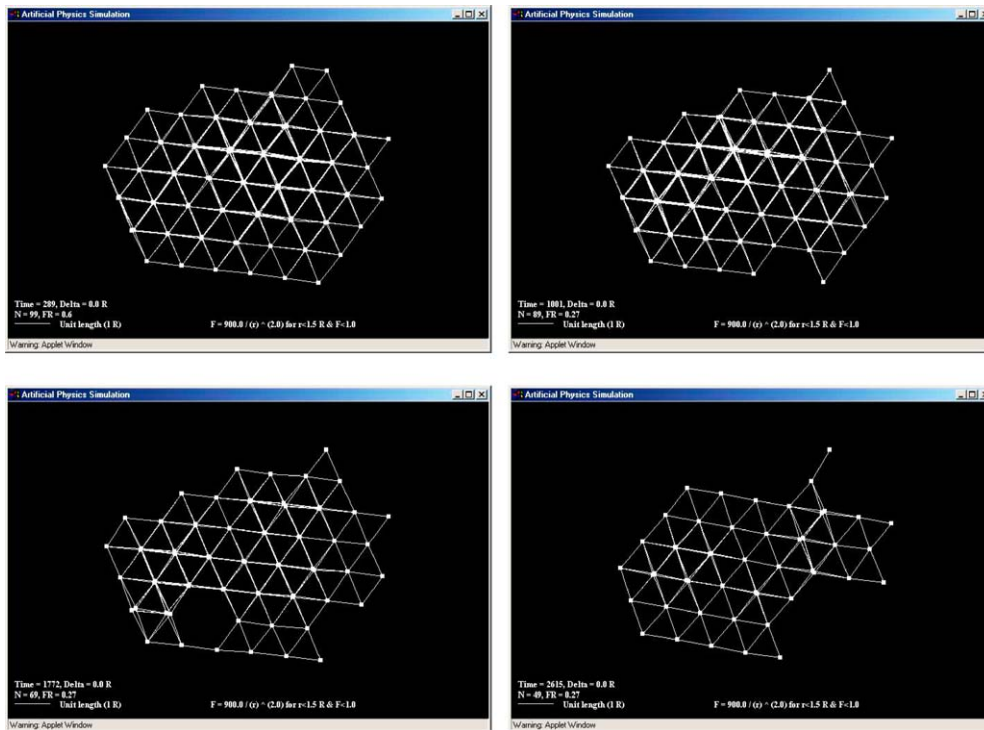 Artificial Physics Simulation
Time = 289, Delta = 0.0 R
N = 99, FR = 0.6
Unit length (1 R) F = 900.0 / (r) ^ (2.0) for r<1.5 R & F<1.0
Warning: Applet Window
Artificial Physics Simulation
Time = 1001, Delta = 0.0 R
N = 89, FR = 0.27
Unit length (1 R) F = 900.0 / (r) ^ (2.0) for r<1.5 R & F<1.0
Warning: Applet Window
Artificial Physics Simulation
Time = 1772, Delta = 0.0 R
N = 69, FR = 0.27
Unit length (1 R) F = 900.0 / (r) ^ (2.0) for r<1.5 R & F<1.0
Warning: Applet Window
Artificial Physics Simulation
Time = 2615, Delta = 0.0 R
N = 49, FR = 0.27
Unit length (1 R) F = 900.0 / (r) ^ (2.0) for r<1.5 R & F<1.0
Warning: Applet Window